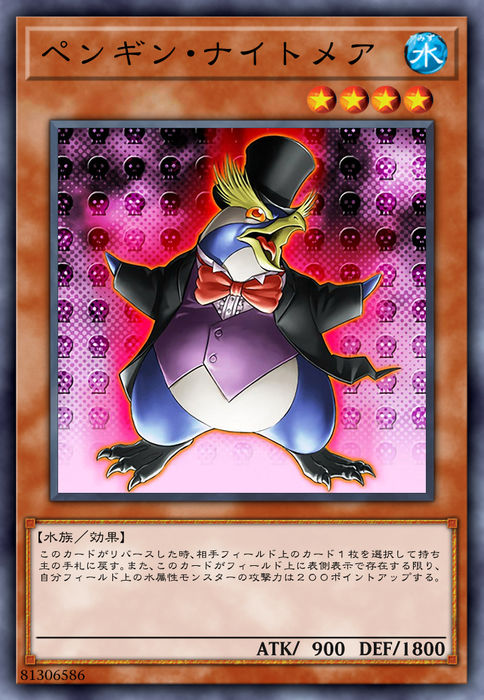 ペンギン・ナイトメア
みず
水
【水族／効果】
このカードがリバースした時、相手フィールド上のカード１枚を選択して持ち
主の手札に戻す。また、このカードがフィールド上に表側表示で存在する限り、
自分フィールド上の水属性モンスターの攻撃力は２００ポイントアップする。
ATK/ 900 DEF/1800
81306586